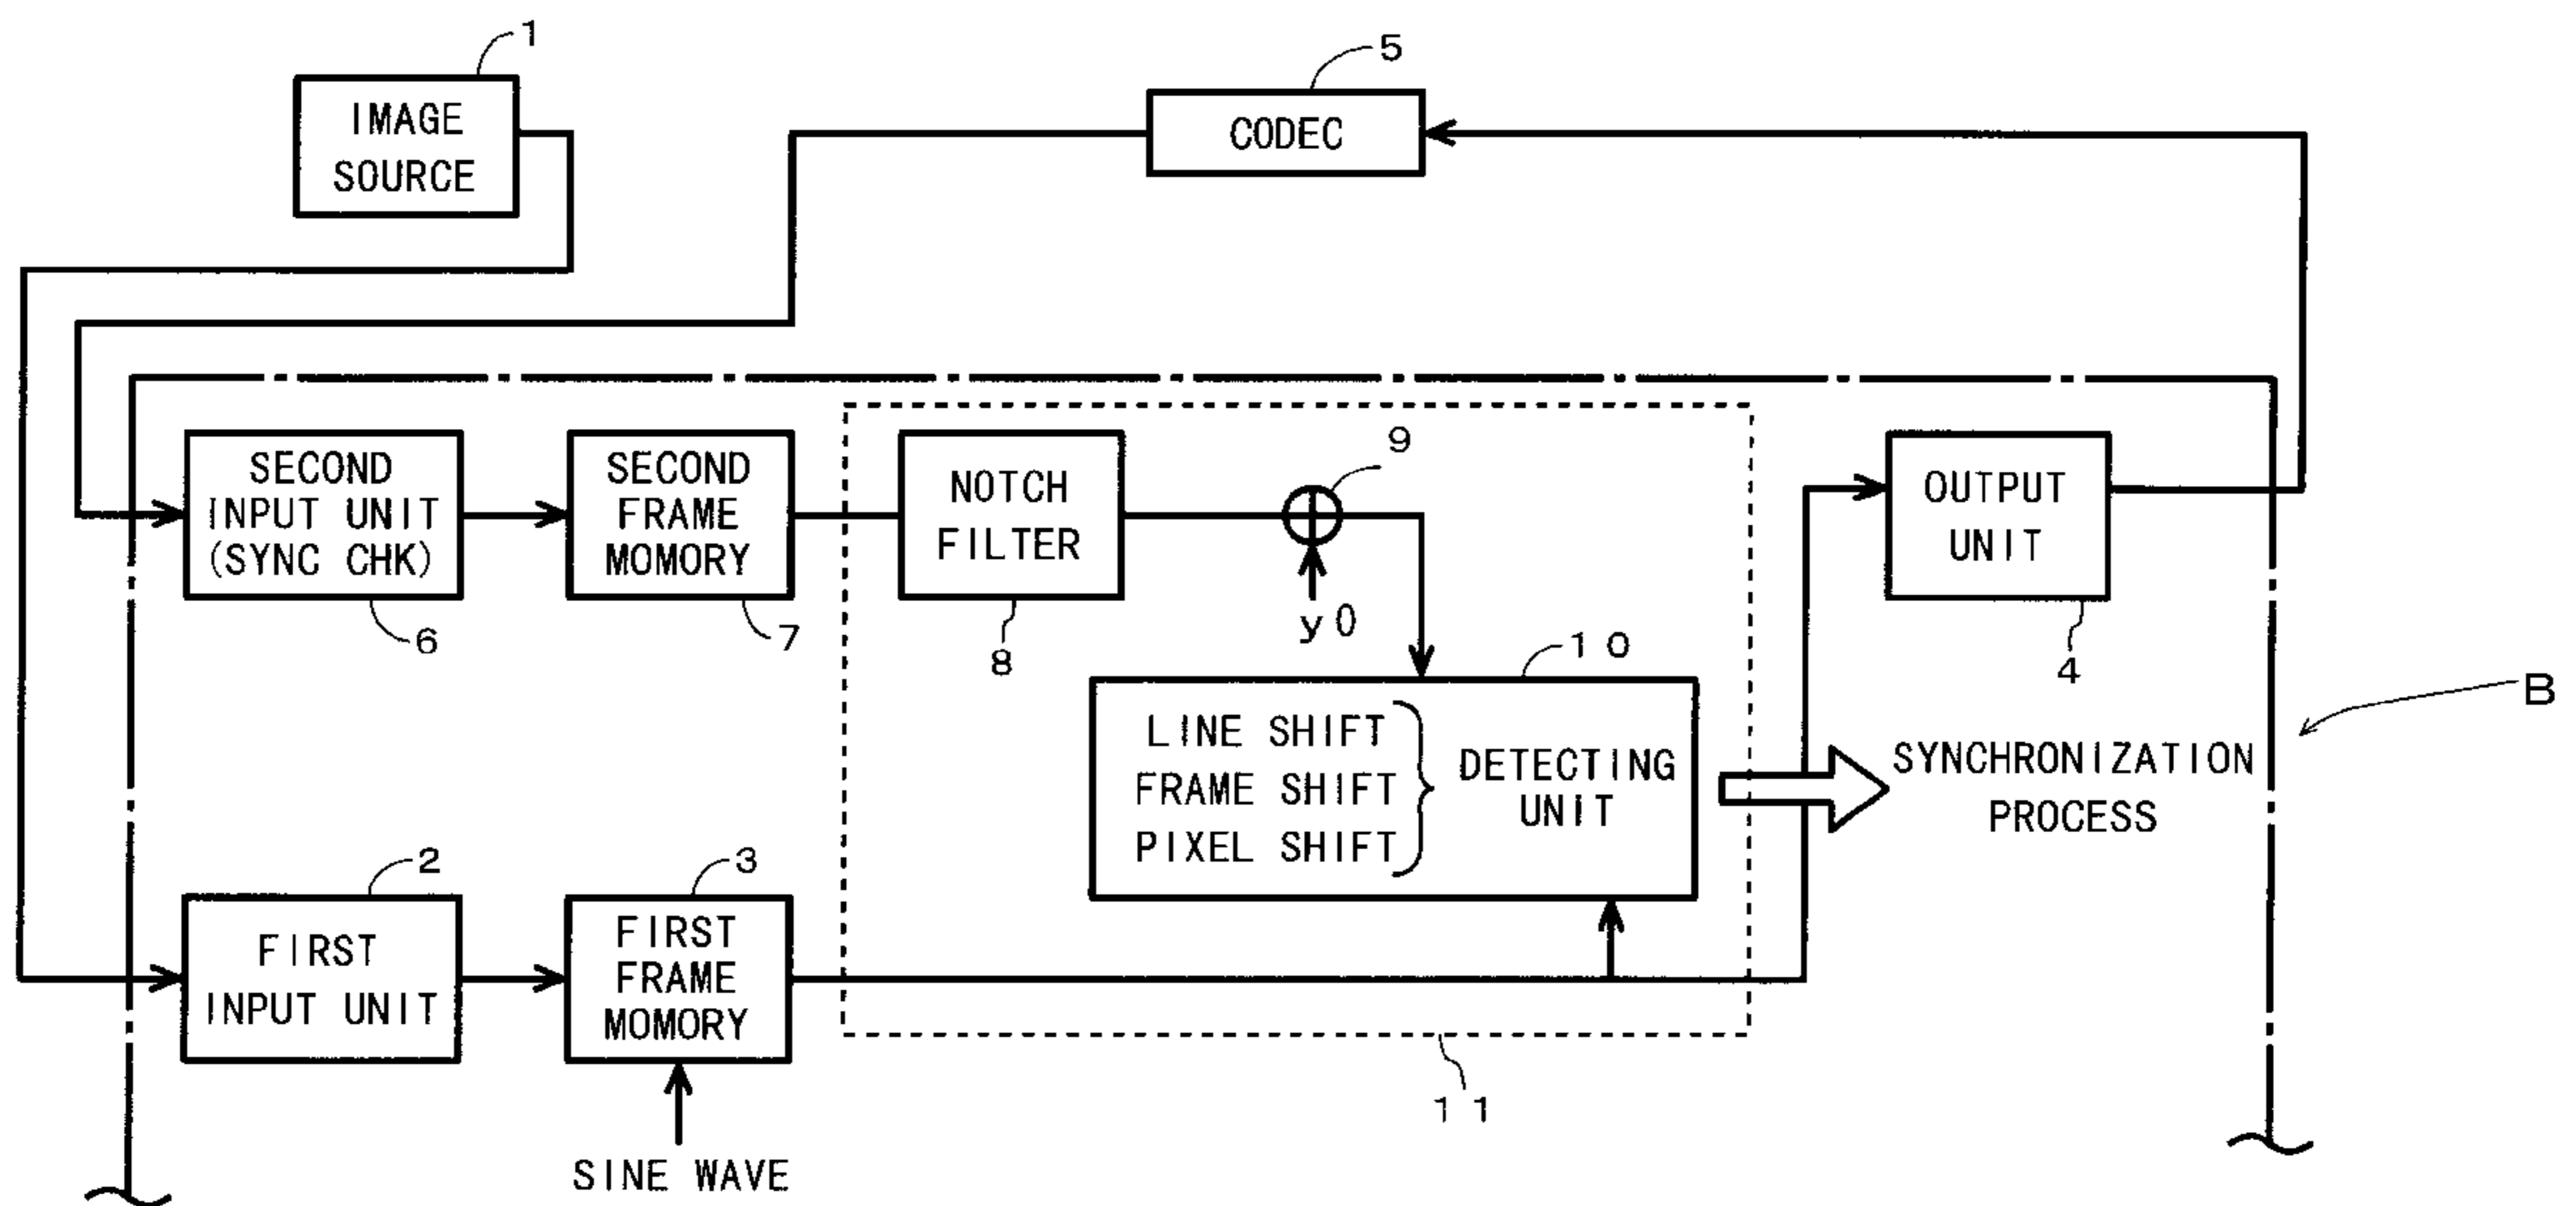 1
IMAGE
SOURCE
5
CODEC
SECOND
INPUT UNIT
(SYNC CHK)
6
SECOND
FRAME
MOMORY
7
NOTCH
FILTER
8
9
y0
OUTPUT
UNIT
4
B
10
LINE SHIFT
FRAME SHIFT
PIXEL SHIFT
DETECTING
UNIT
SYNCHRONIZATION
PROCESS
2
FIRST
INPUT UNIT
3
FIRST
FRAME
MOMORY
SINE WAVE
11